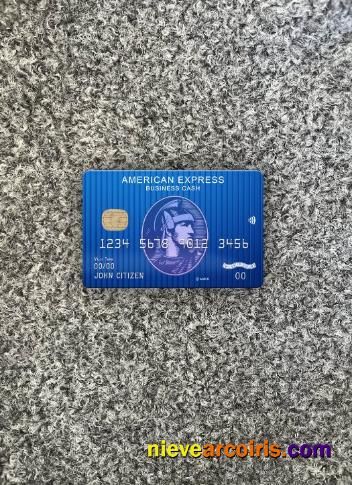 AMERICAN EXPRESS
BUSINESS CASH
1234 5678 9012 3456
00/00
JOHN CITIZEN
00
nievearcoiris.com